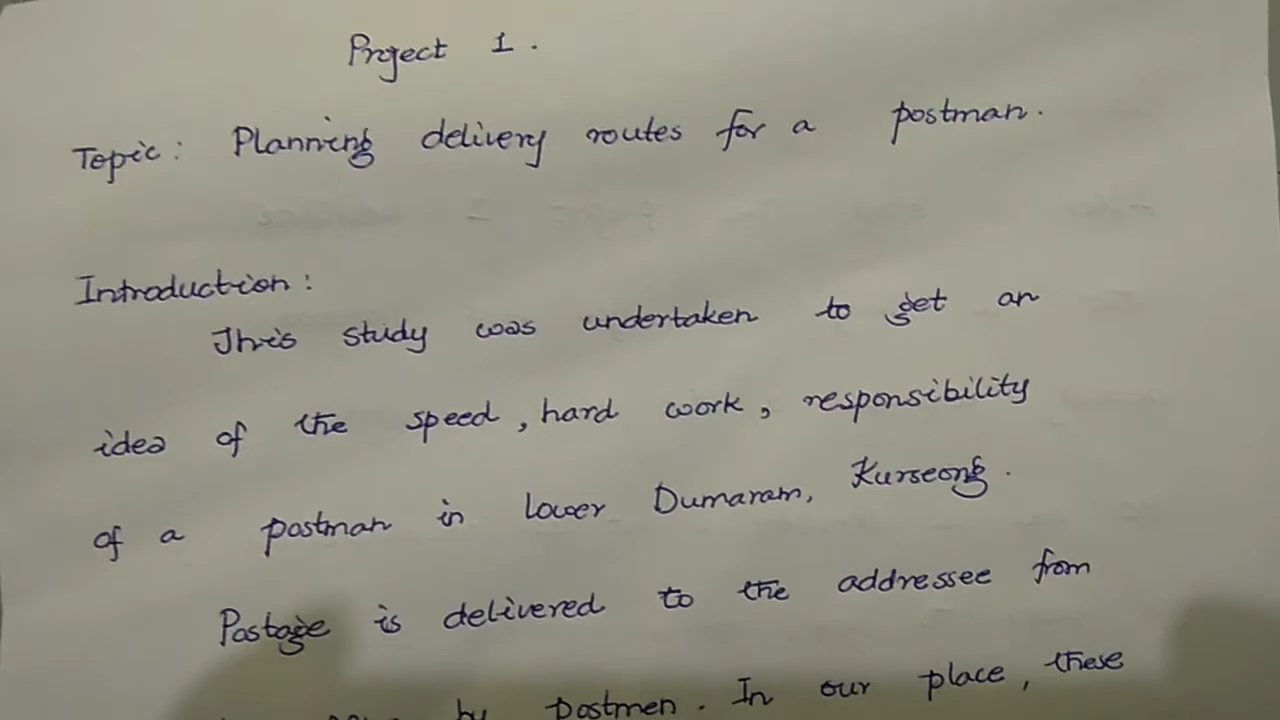 Project 1.
Topic: Planning delivery routes for a postman.
Introduction:
This study was undertaken to get an
idea of the speed, hard work, responsibility
of a postman in lower Dumaram, Kurseong.
Postage is delivered to the addressee from
by postmen. In our place, these